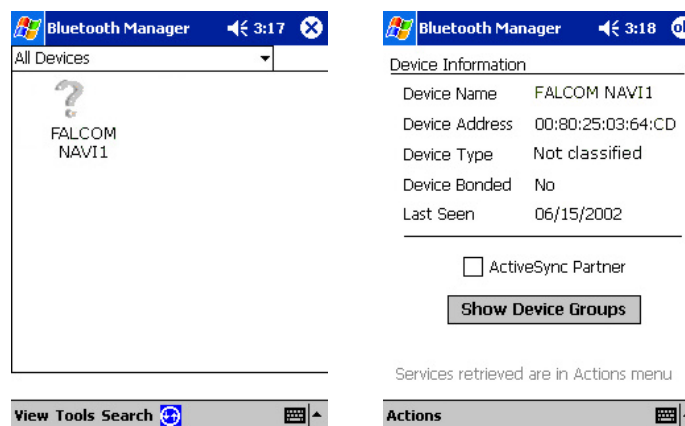 Bluetooth Manager 3:17
All Devices
FALCOM
NAVI1
View Tools Search
Bluetooth Manager 3:18 ok
Device Information
Device Name FALCOM NAVI1
Device Address 00:80:25:03:64:CD
Device Type Not classified
Device Bonded No
Last Seen 06/15/2002
ActiveSync Partner
Show Device Groups
Services retrieved are in Actions menu
Actions